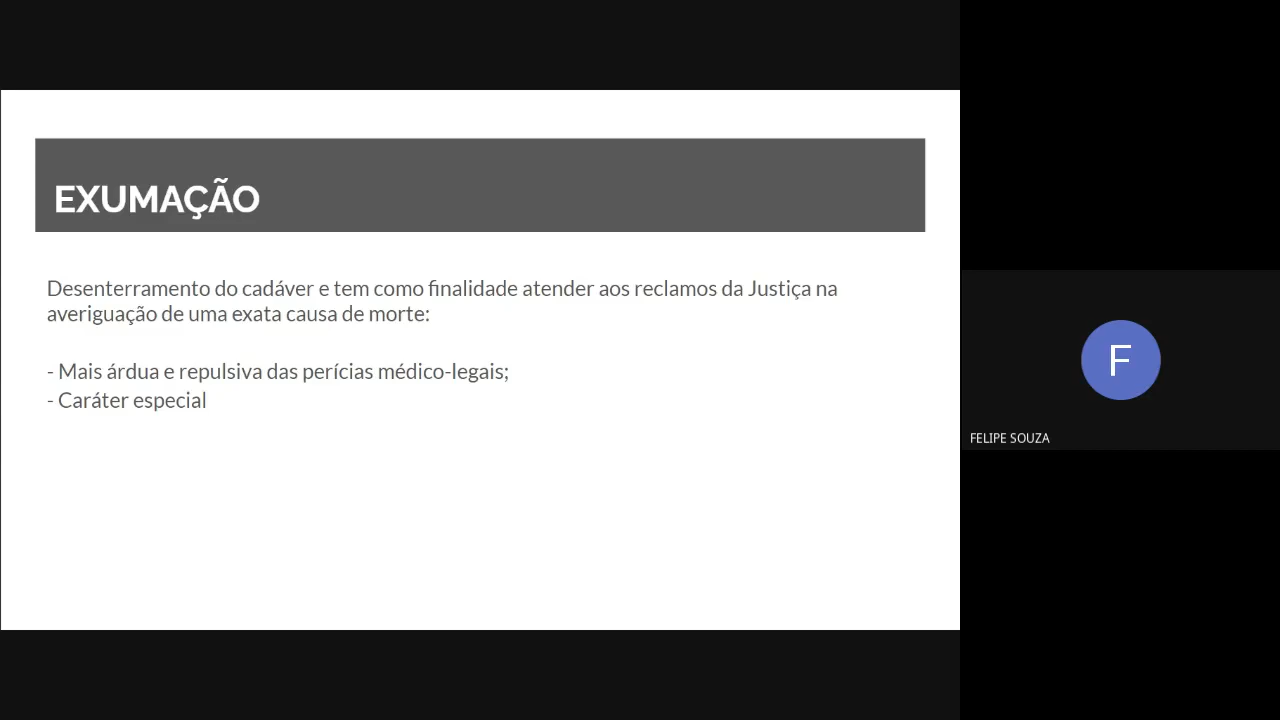 EXUMAÇÃO
Desenterramento do cadáver e tem como finalidade atender aos reclamos da Justiça na
averiguação de uma exata causa de morte:
- Mais árdua e repulsiva das perícias médico-legais;
- Caráter especial
F
FELIPE SOUZA